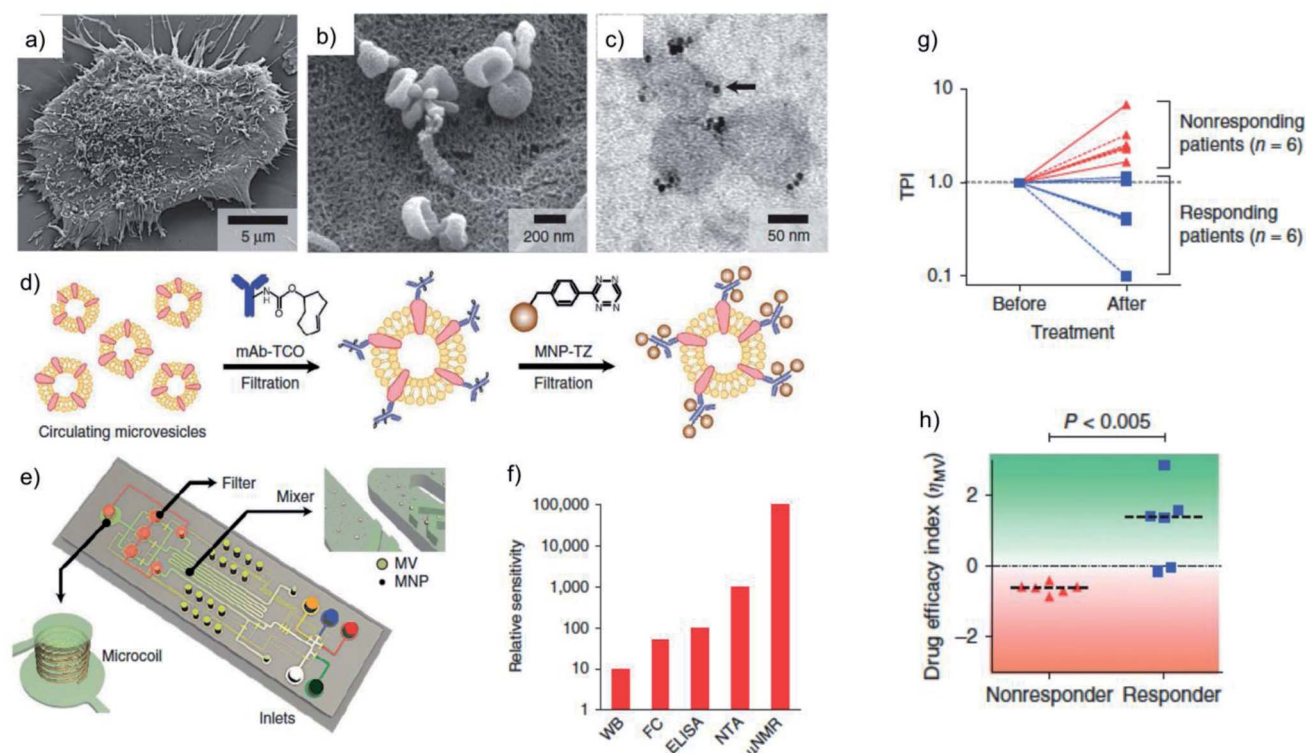 a)
5 μm
b)
200 nm
c)
50 nm
d)
O
N
H
O
mAb-TCO
Filtration
N
N
N
N
MNP-TZ
Filtration
Circulating microvesicles
e)
Filter
Mixer
MV
MNP
Microcoil
Inlets
f)
Relative sensitivity
100,000
10,000
1,000
100
10
1
WB
FC
ELISA
NTA
μNMR
g)
TPI
10
1.0
0.1
Nonresponding
patients (n = 6)
Responding
patients (n = 6)
Before
After
Treatment
h)
P < 0.005
Drug efficacy index (ηMV)
2
0
−2
Nonresponder
Responder